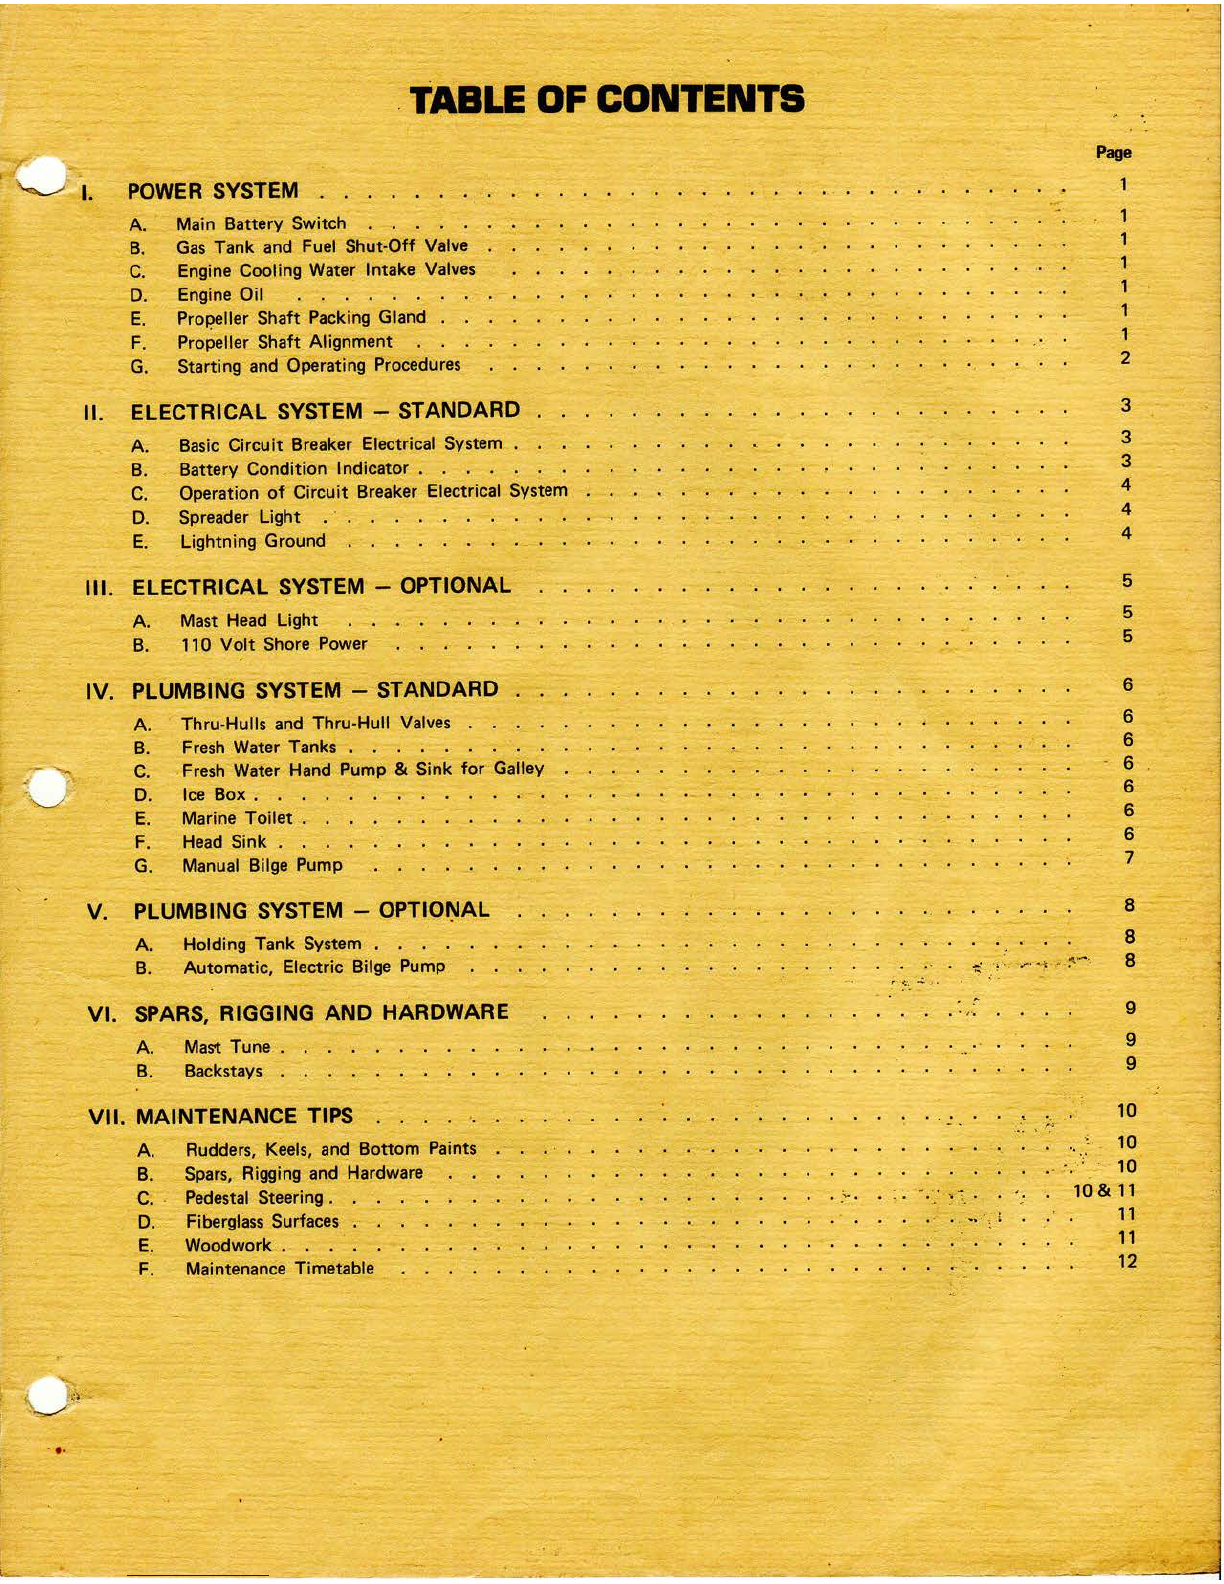 TABLE OF CONTENTS
Page
I. POWER SYSTEM . . . . . . . . . . . . . . . . . . . . 1
A. Main Battery Switch . . . . . . . . . . . . . . . . . . . . 1
B. Gas Tank and Fuel Shut-Off Valve . . . . . . . . . . . . . . . . . . . . 1
C. Engine Cooling Water Intake Valves . . . . . . . . . . . . . . . . . . . . 1
D. Engine Oil . . . . . . . . . . . . . . . . . . . . 1
E. Propeller Shaft Packing Gland . . . . . . . . . . . . . . . . . . . . 1
F. Propeller Shaft Alignment . . . . . . . . . . . . . . . . . . . . 1
G. Starting and Operating Procedures . . . . . . . . . . . . . . . . . . . . 2
II. ELECTRICAL SYSTEM – STANDARD . . . . . . . . . . . . . . . . . . . . 3
A. Basic Circuit Breaker Electrical System . . . . . . . . . . . . . . . . . . . . 3
B. Battery Condition Indicator . . . . . . . . . . . . . . . . . . . . 3
C. Operation of Circuit Breaker Electrical System . . . . . . . . . . . . . . . . . . . . 4
D. Spreader Light . . . . . . . . . . . . . . . . . . . . 4
E. Lightning Ground . . . . . . . . . . . . . . . . . . . . 4
III. ELECTRICAL SYSTEM – OPTIONAL . . . . . . . . . . . . . . . . . . . . 5
A. Mast Head Light . . . . . . . . . . . . . . . . . . . . 5
B. 110 Volt Shore Power . . . . . . . . . . . . . . . . . . . . 5
IV. PLUMBING SYSTEM – STANDARD . . . . . . . . . . . . . . . . . . . . 6
A. Thru-Hulls and Thru-Hull Valves . . . . . . . . . . . . . . . . . . . . 6
B. Fresh Water Tanks . . . . . . . . . . . . . . . . . . . . 6
C. Fresh Water Hand Pump & Sink for Galley . . . . . . . . . . . . . . . . . . . . 6
D. Ice Box . . . . . . . . . . . . . . . . . . . . 6
E. Marine Toilet . . . . . . . . . . . . . . . . . . . . 6
F. Head Sink . . . . . . . . . . . . . . . . . . . . 6
G. Manual Bilge Pump . . . . . . . . . . . . . . . . . . . . 7
V. PLUMBING SYSTEM – OPTIONAL . . . . . . . . . . . . . . . . . . . . 8
A. Holding Tank System . . . . . . . . . . . . . . . . . . . . 8
B. Automatic, Electric Bilge Pump . . . . . . . . . . . . . . . . . . . . 8
VI. SPARS, RIGGING AND HARDWARE . . . . . . . . . . . . . . . . . . . . 9
A. Mast Tune . . . . . . . . . . . . . . . . . . . . 9
B. Backstays . . . . . . . . . . . . . . . . . . . . 9
VII. MAINTENANCE TIPS . . . . . . . . . . . . . . . . . . . . 10
A. Rudders, Keels, and Bottom Paints . . . . . . . . . . . . . . . . . . . . 10
B. Spars, Rigging and Hardware . . . . . . . . . . . . . . . . . . . . 10
C. Pedestal Steering . . . . . . . . . . . . . . . . . . . . 10 & 11
D. Fiberglass Surfaces . . . . . . . . . . . . . . . . . . . . 11
E. Woodwork . . . . . . . . . . . . . . . . . . . . 11
F. Maintenance Timetable . . . . . . . . . . . . . . . . . . . . 12